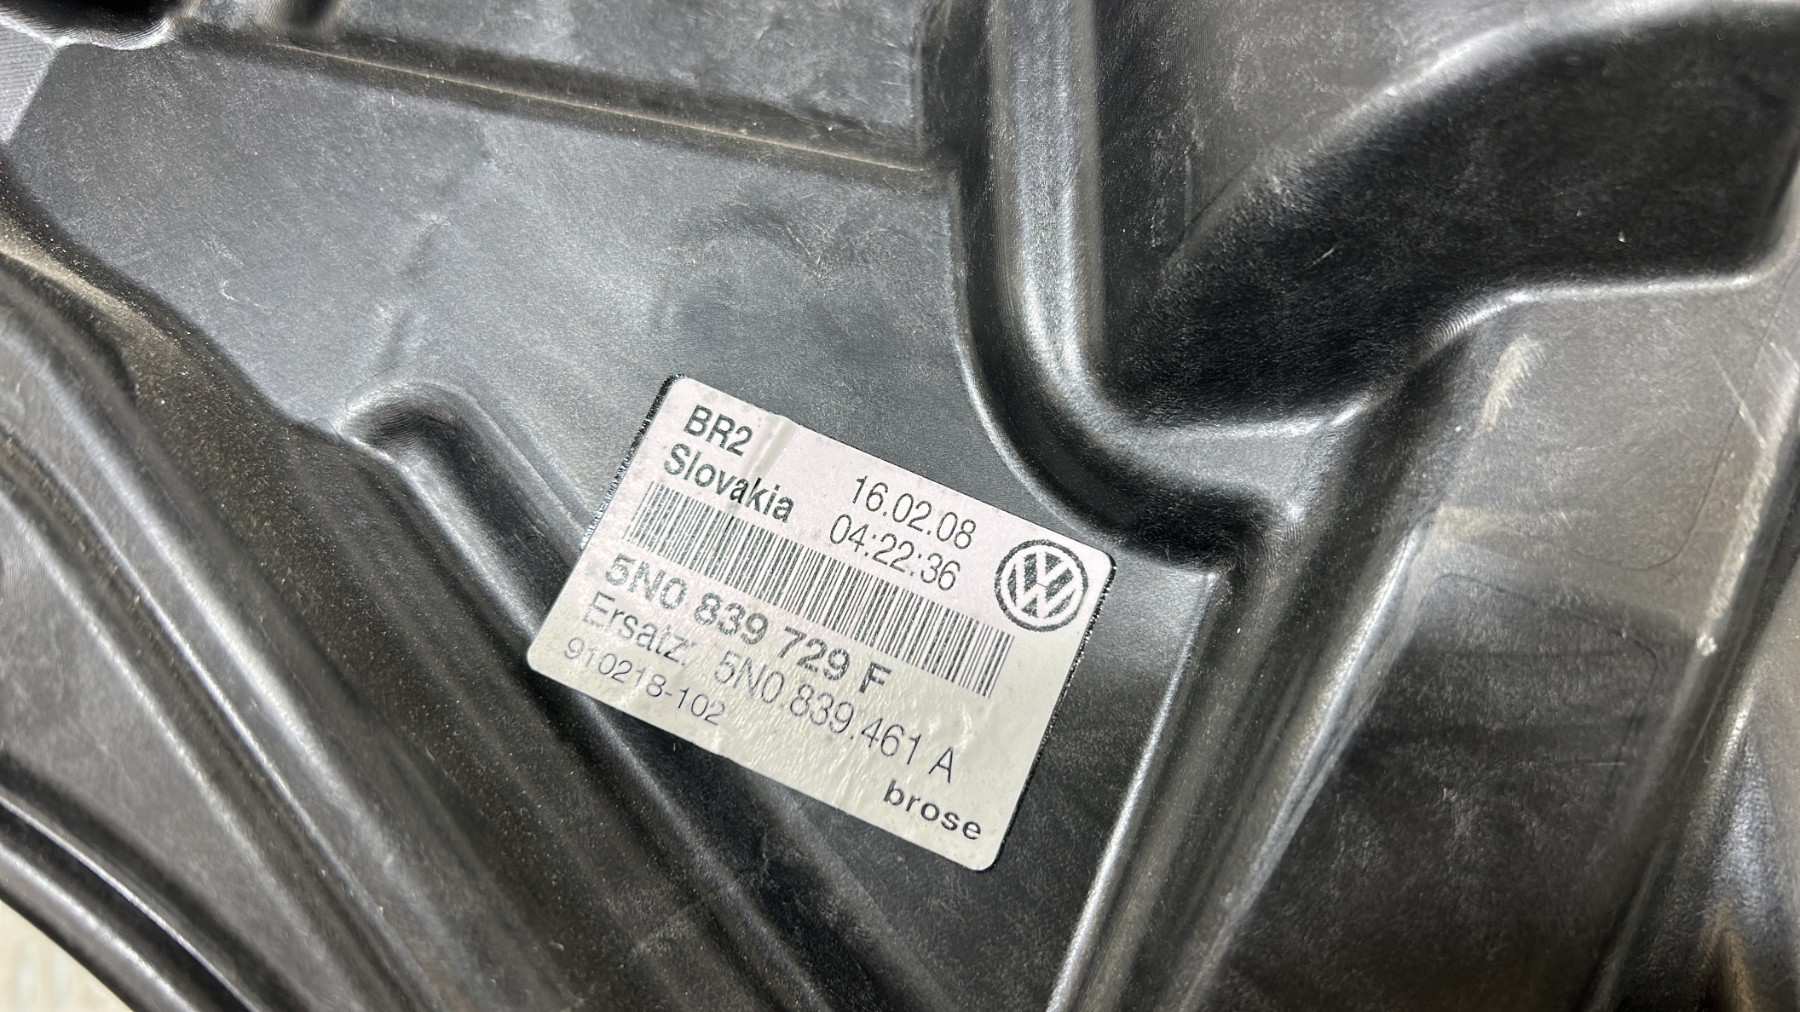 BR2
Slovakia
16.02.08
04:22:36
5N0 839 729 F
Ersatz: 5N0.839.461 A
910218-102
brose